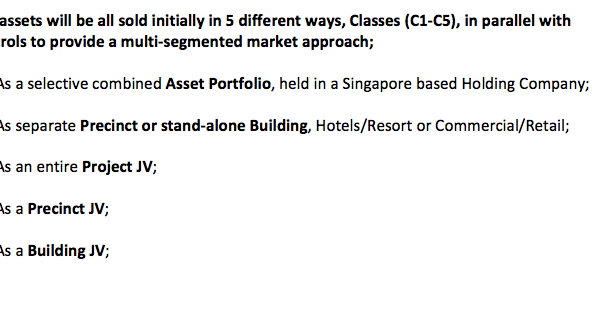 assets will be all sold initially in 5 different ways, Classes (C1-C5), in parallel with
rols to provide a multi-segmented market approach;
As a selective combined Asset Portfolio, held in a Singapore based Holding Company;
As separate Precinct or stand-alone Building, Hotels/Resort or Commercial/Retail;
As an entire Project JV;
As a Precinct JV;
As a Building JV;